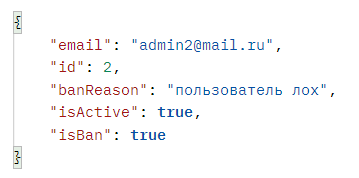 {
"email": "admin2@mail.ru",
"id": 2,
"banReason": "пользователь лох",
"isActive": true,
"isBan": true
}